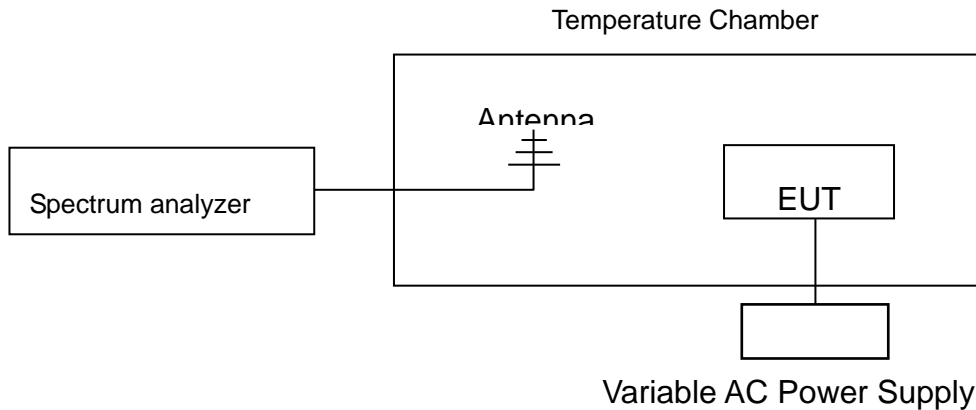 Temperature Chamber
Antenna
Spectrum analyzer
EUT
Variable AC Power Supply